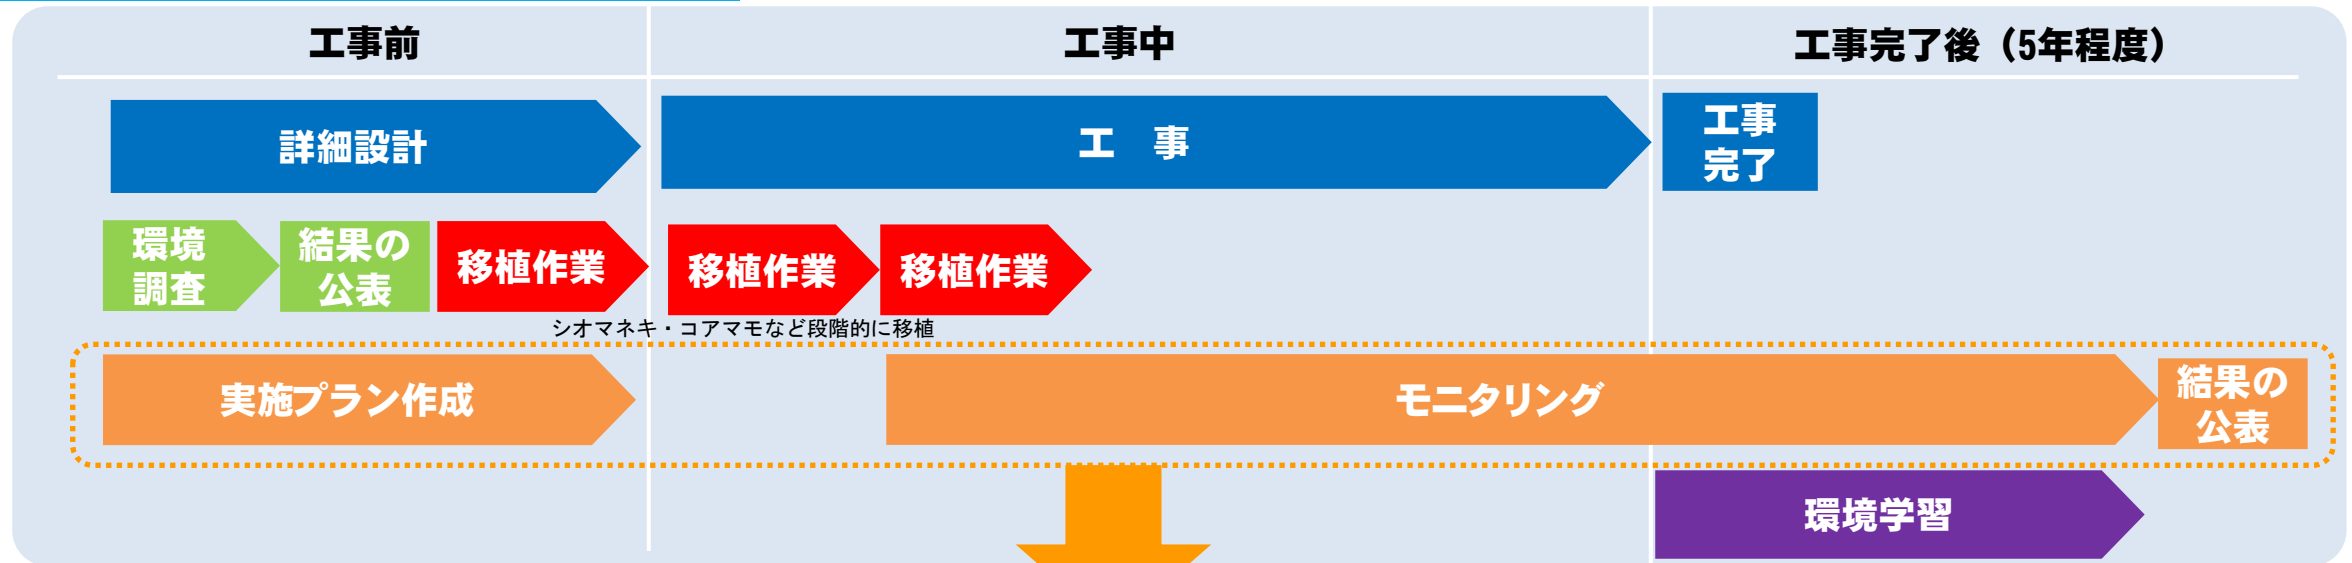 工事前
工事中
工事完了後（5年程度）
詳細設計
工　事
工事
完了
環境
調査
結果の
公表
移植作業
移植作業
移植作業
シオマネキ・コアマモなど段階的に移植
実施プラン作成
モニタリング
結果の
公表
環境学習